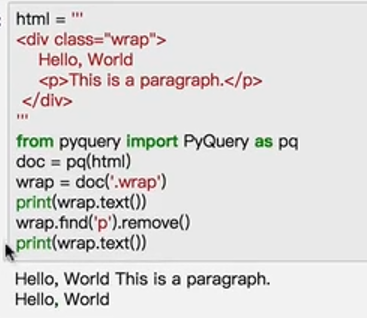 html = '''
<div class="wrap">
    Hello, World
    <p>This is a paragraph.</p>
 </div>
'''
from pyquery import PyQuery as pq
doc = pq(html)
wrap = doc('.wrap')
print(wrap.text())
wrap.find('p').remove()
print(wrap.text())
Hello, World This is a paragraph.
Hello, World